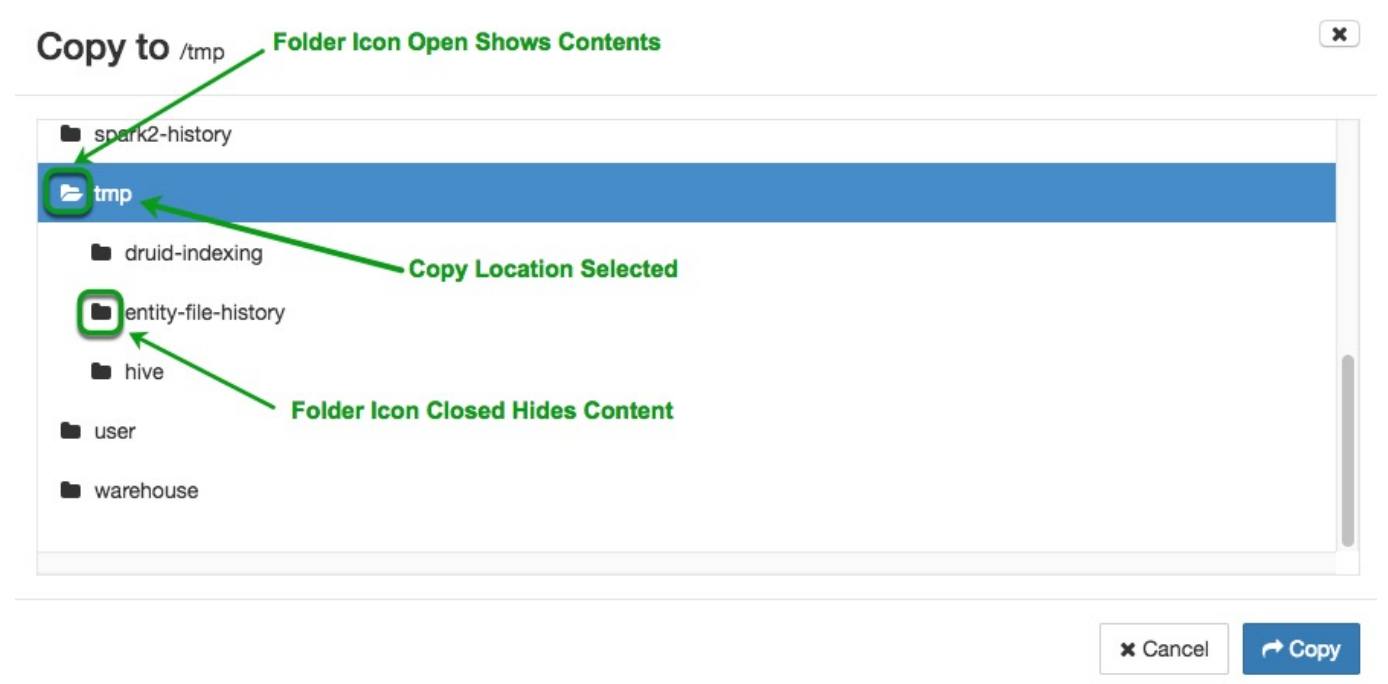 Copy to /tmp
Folder Icon Open Shows Contents
spark2-history
tmp
druid-indexing
Copy Location Selected
entity-file-history
hive
Folder Icon Closed Hides Content
user
warehouse
Cancel
Copy